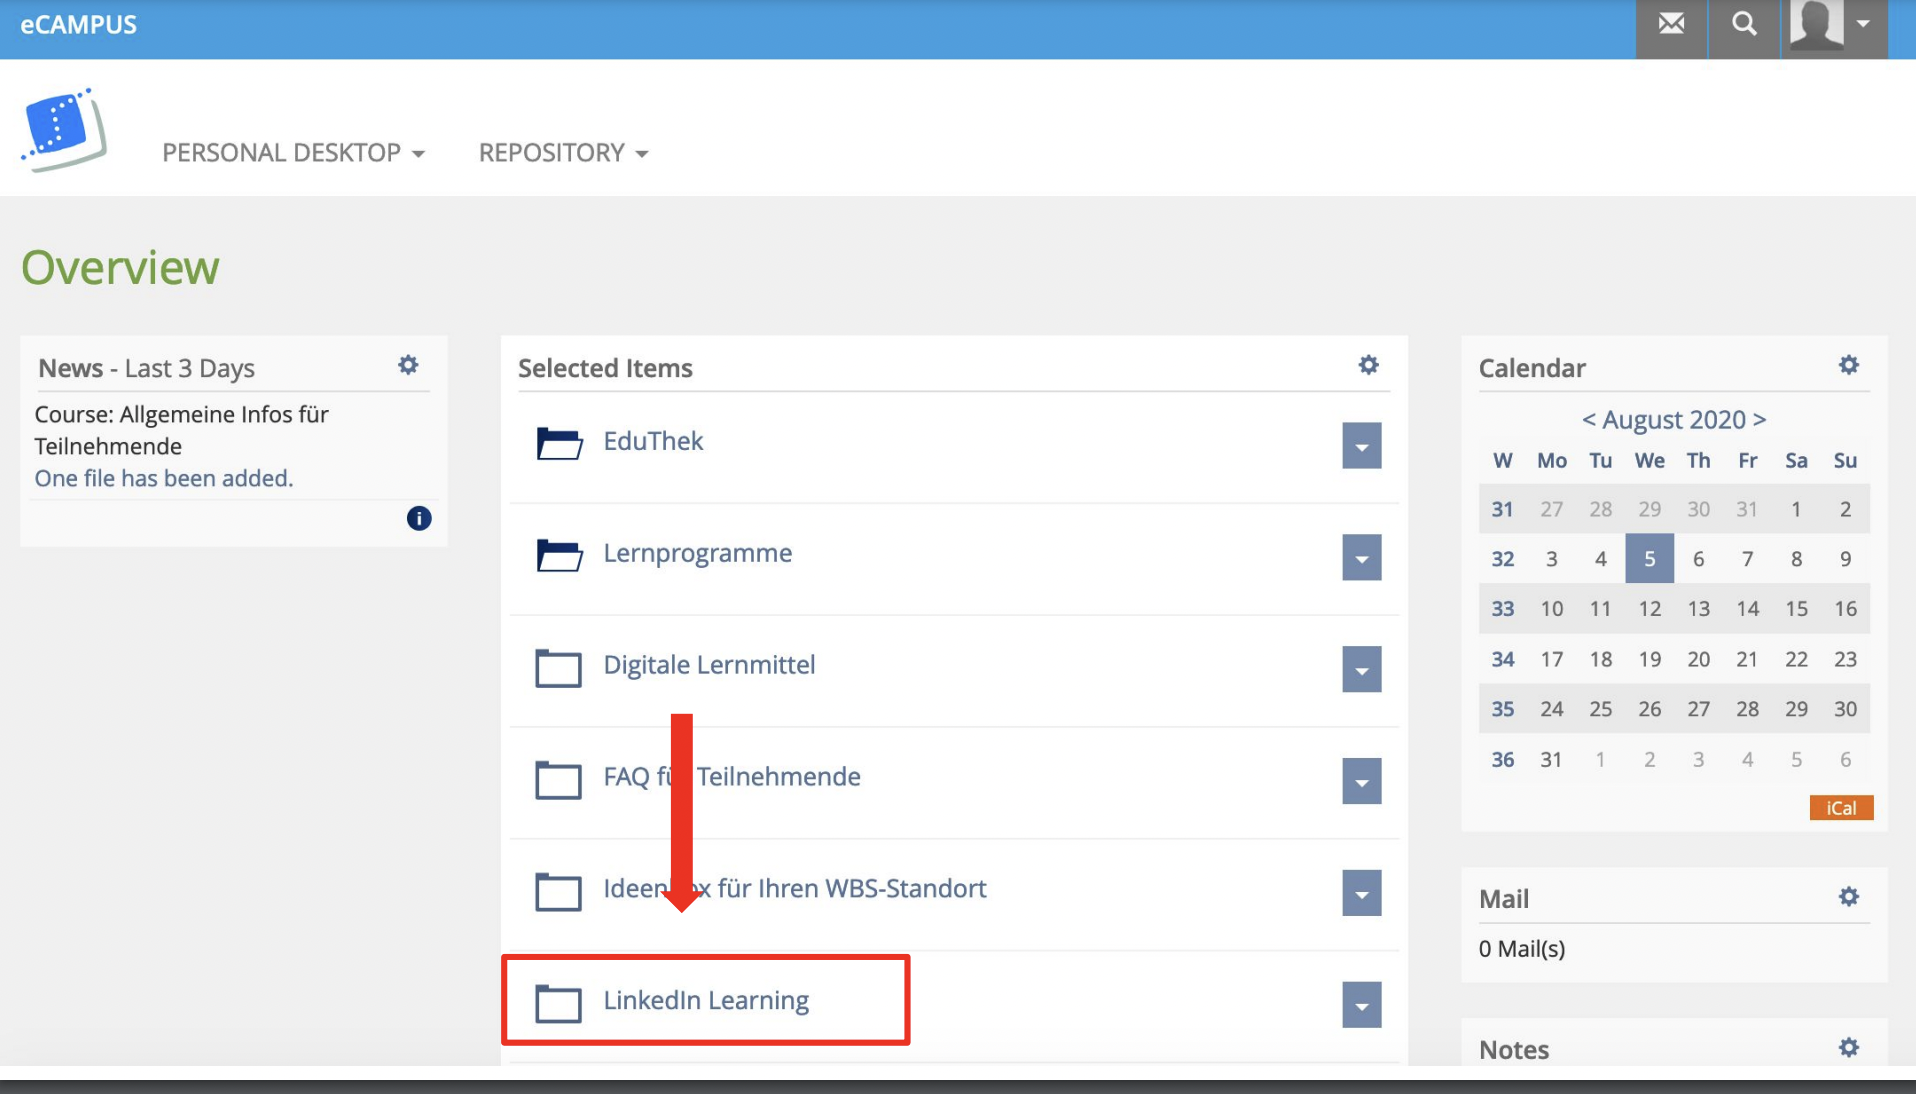 eCAMPUS
PERSONAL DESKTOP
REPOSITORY
Overview
News - Last 3 Days
Course: Allgemeine Infos für
Teilnehmende
One file has been added.
Selected Items
EduThek
Lernprogramme
Digitale Lernmittel
FAQ für Teilnehmende
Ideenbox für Ihren WBS-Standort
LinkedIn Learning
Calendar
< August 2020 >
W Mo Tu We Th Fr Sa Su
31 27 28 29 30 31 1 2
32 3 4 5 6 7 8 9
33 10 11 12 13 14 15 16
34 17 18 19 20 21 22 23
35 24 25 26 27 28 29 30
36 31 1 2 3 4 5 6
iCal
Mail
0 Mail(s)
Notes